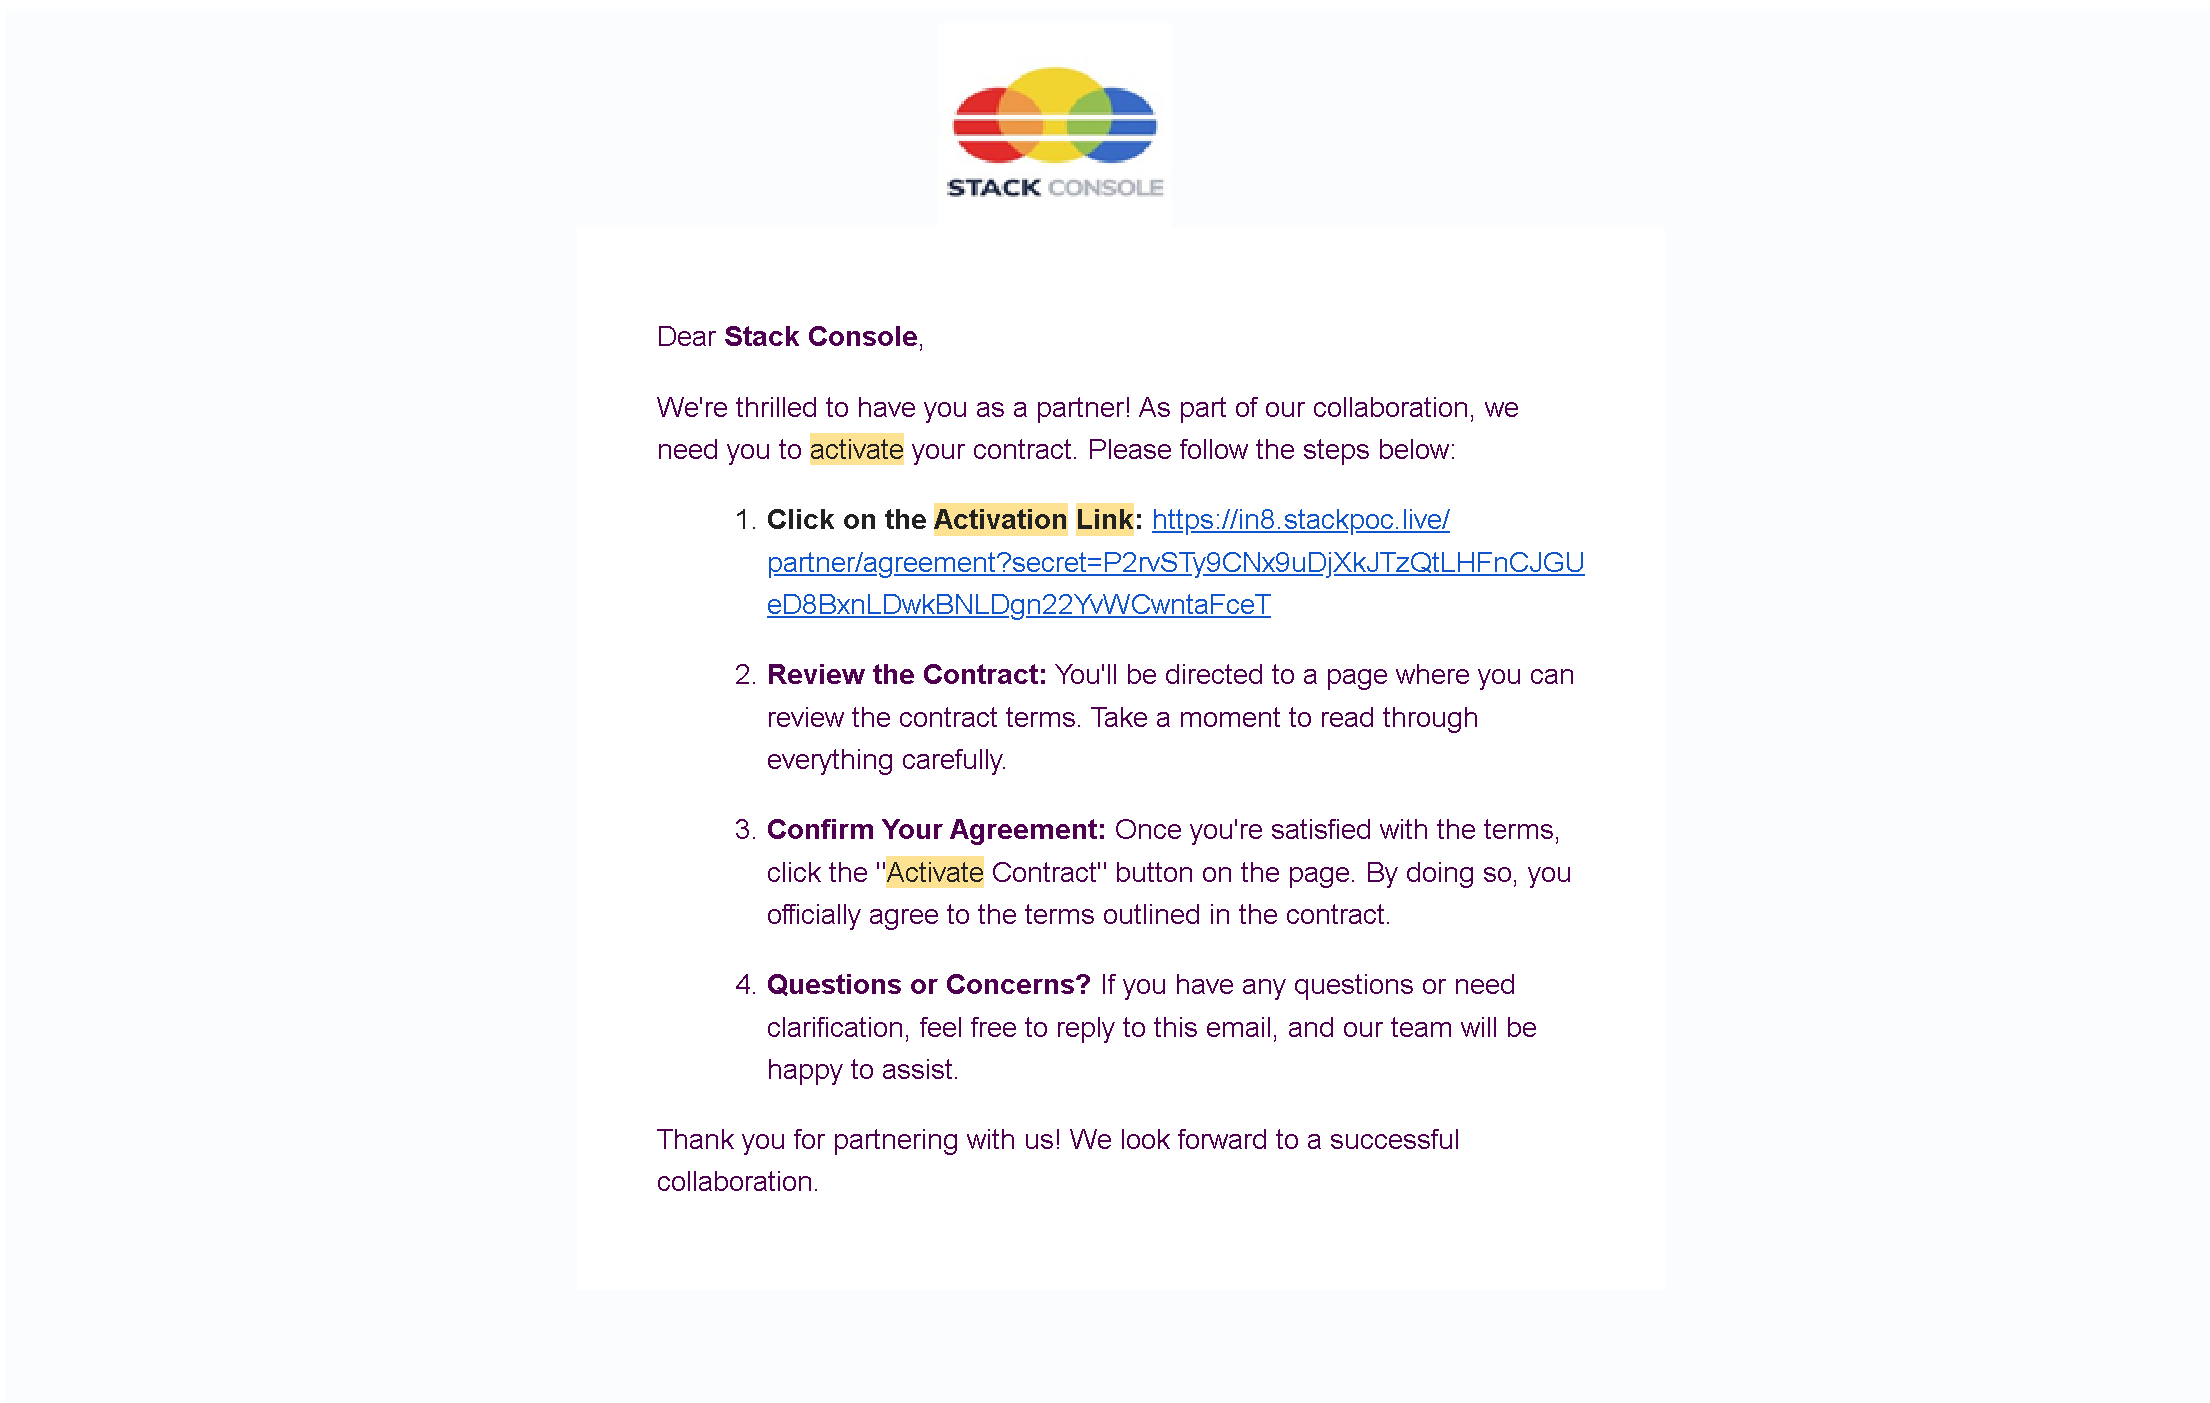 STACK CONSOLE
Dear Stack Console,
We're thrilled to have you as a partner! As part of our collaboration, we
need you to activate your contract. Please follow the steps below:
1. Click on the Activation Link: https://in8.stackpoc.live/
partner/agreement?secret=P2rvSTy9CNx9uDjXkJTzQtLHFnCJGU
eD8BxnLDwkBNLDgn22YvWCwntaFceT
2. Review the Contract: You'll be directed to a page where you can
review the contract terms. Take a moment to read through
everything carefully.
3. Confirm Your Agreement: Once you're satisfied with the terms,
click the "Activate Contract" button on the page. By doing so, you
officially agree to the terms outlined in the contract.
4. Questions or Concerns? If you have any questions or need
clarification, feel free to reply to this email, and our team will be
happy to assist.
Thank you for partnering with us! We look forward to a successful
collaboration.